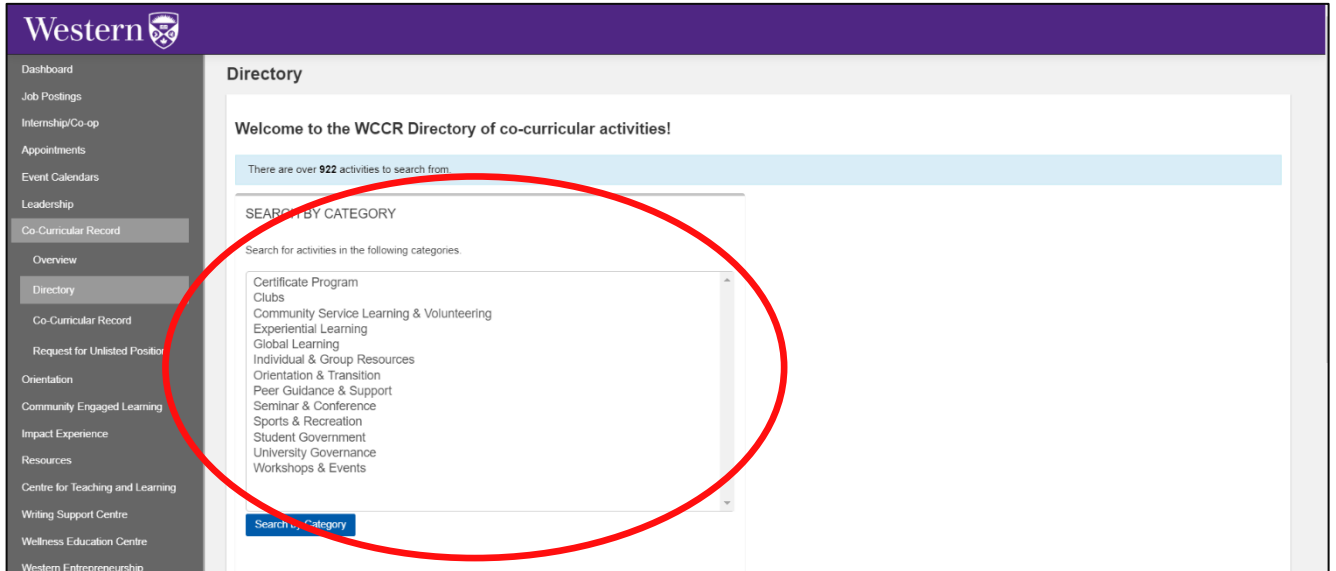 Western
Dashboard
Job Postings
Internship/Co-op
Appointments
Event Calendars
Leadership
Co-Curricular Record
Overview
Directory
Co-Curricular Record
Request for Unlisted Position
Orientation
Community Engaged Learning
Impact Experience
Resources
Centre for Teaching and Learning
Writing Support Centre
Wellness Education Centre
Western Entrepreneurship
Directory
Welcome to the WCCR Directory of co-curricular activities!
There are over 922 activities to search from.
SEARCH BY CATEGORY
Search for activities in the following categories.
Certificate Program
Clubs
Community Service Learning & Volunteering
Experiential Learning
Global Learning
Individual & Group Resources
Orientation & Transition
Peer Guidance & Support
Seminar & Conference
Sports & Recreation
Student Government
University Governance
Workshops & Events
Search by Category